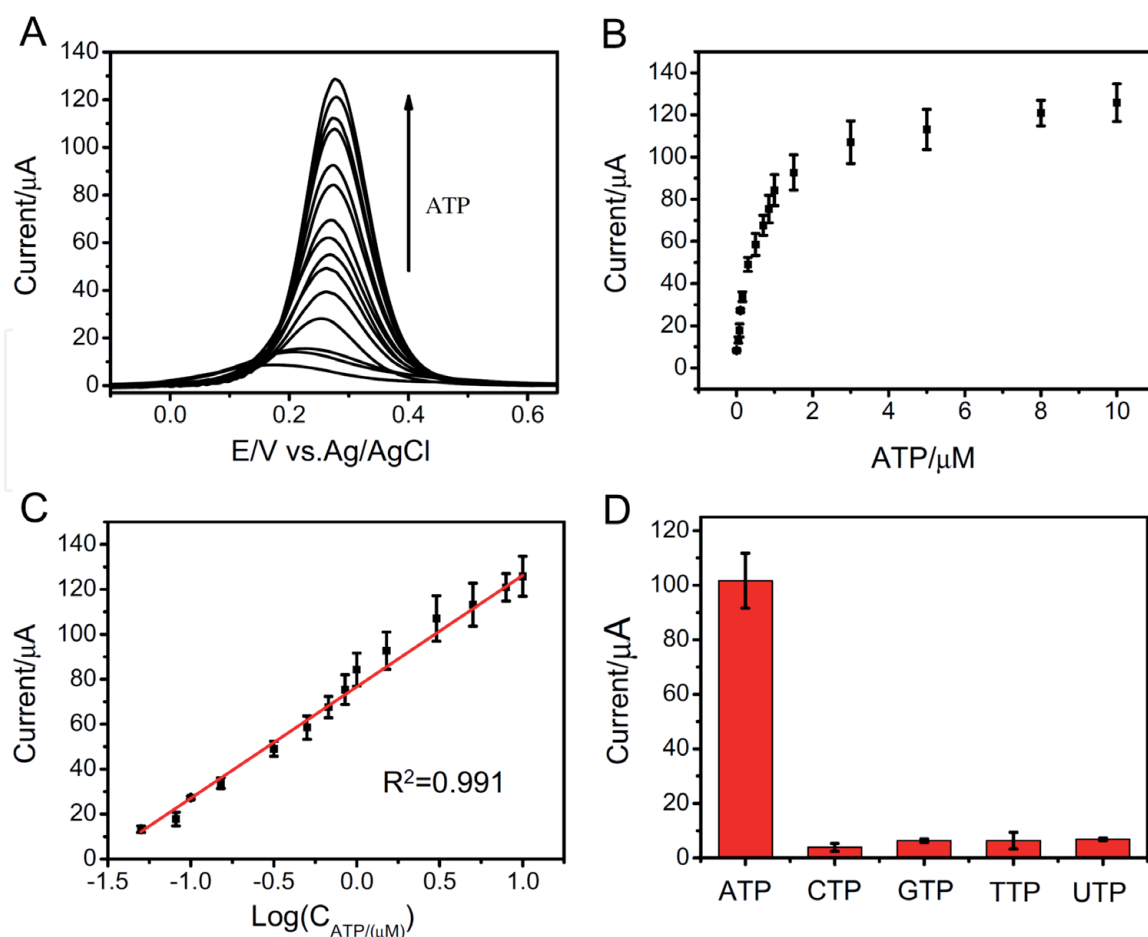 A
140
120
100
80
60
40
20
0
Current/μA
ATP
0.0 0.2 0.4 0.6
E/V vs.Ag/AgCl
B
140
120
100
80
60
40
20
0
Current/μA
0 2 4 6 8 10
ATP/μM
C
140
120
100
80
60
40
20
0
Current/μA
R²=0.991
-1.5 -1.0 -0.5 0.0 0.5 1.0
Log(C_ATP/(μM))
D
120
100
80
60
40
20
0
Current/μA
ATP CTP GTP TTP UTP